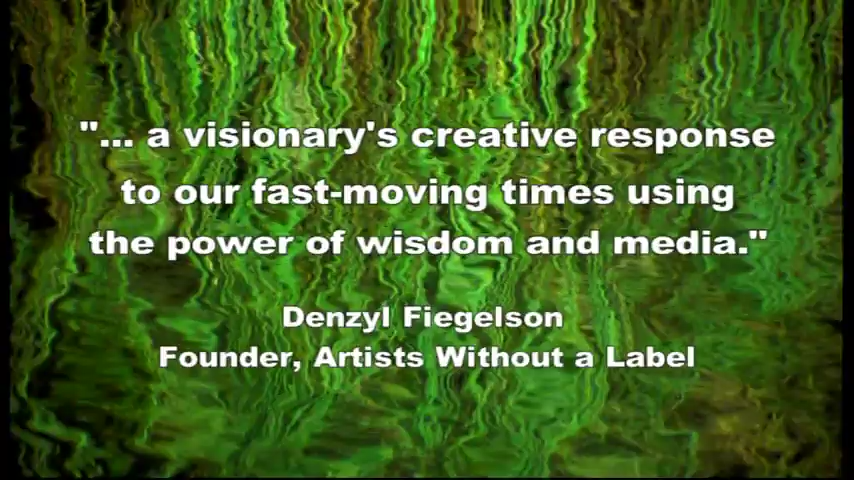 "... a visionary's creative response
to our fast-moving times using
the power of wisdom and media."
Denzyl Fiegelson
Founder, Artists Without a Label